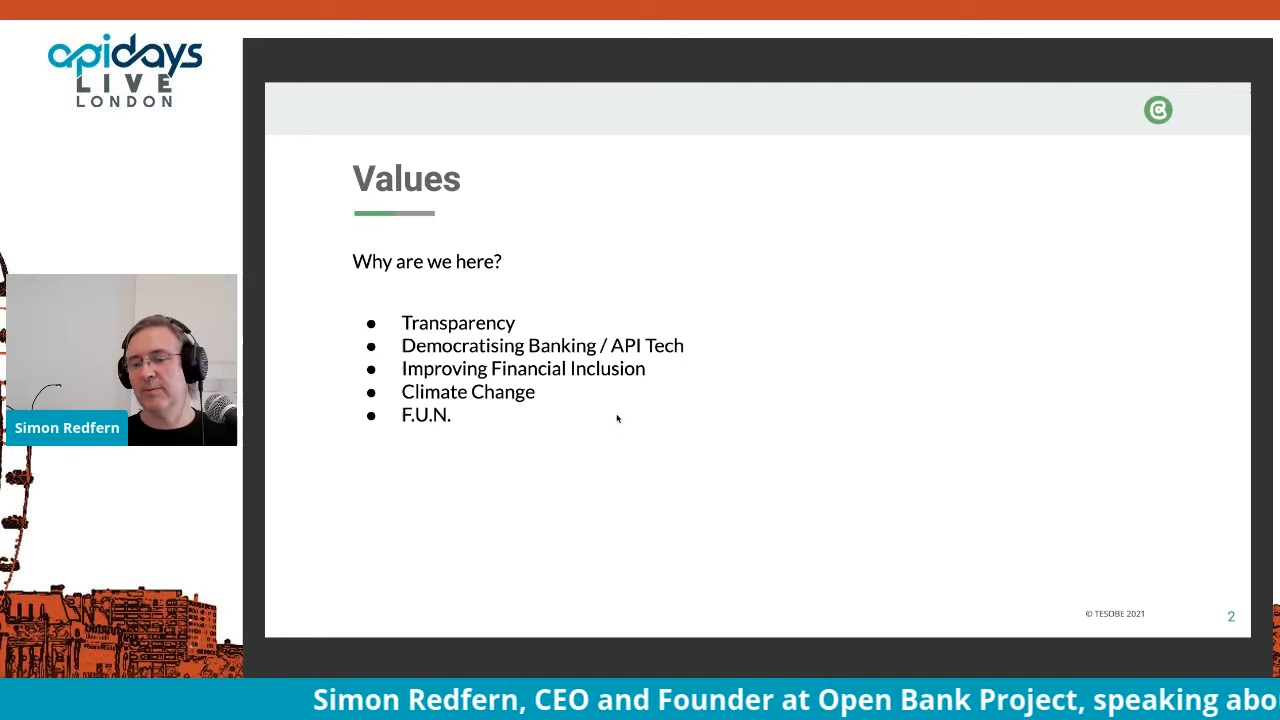 apidays
LIVE
LONDON
Values
Why are we here?
● Transparency
● Democratising Banking / API Tech
● Improving Financial Inclusion
● Climate Change
● F.U.N.
Simon Redfern
© TESOBE 2021
2
Simon Redfern, CEO and Founder at Open Bank Project, speaking abo